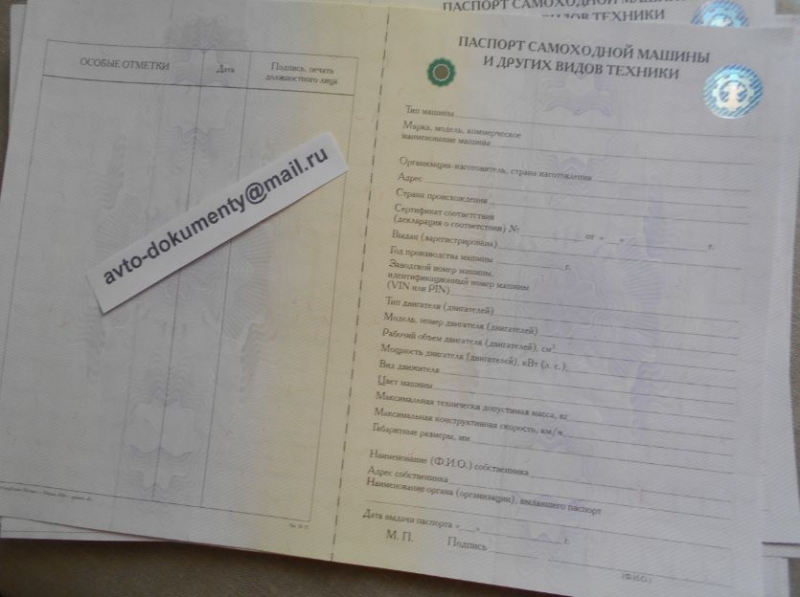 ПАСПОРТ САМОХОДНОЙ МАШИНЫ
ВИДОВ ТЕХНИКИ
ОСОБЫЕ ОТМЕТКИ
Дата
Подпись, печать
должностного лица
avto-dokumenty@mail.ru
ПАСПОРТ САМОХОДНОЙ МАШИНЫ
И ДРУГИХ ВИДОВ ТЕХНИКИ
Тип машины
Марка, модель, коммерческое
наименование машины
Организация-изготовитель, страна изготовления
Адрес
Страна происхождения
Сертификат соответствия
(декларация о соответствии) № от « » г.
Выдан (зарегистрирован)
Год производства машины г.
Заводской номер машины,
идентификационный номер машины
(VIN или PIN)
Тип двигателя (двигателей)
Модель, номер двигателя (двигателей)
Рабочий объем двигателя (двигателей), см³
Мощность двигателя (двигателей), кВт (л. с.)
Вид движителя
Цвет машины
Максимальная технически допустимая масса, кг
Максимальная конструктивная скорость, км/ч
Габаритные размеры, мм
Наименование (Ф.И.О.) собственника
Адрес собственника
Наименование органа (организации), выдавшего паспорт
Дата выдачи паспорта « » г.
М. П. Подпись
(Ф.И.О.)